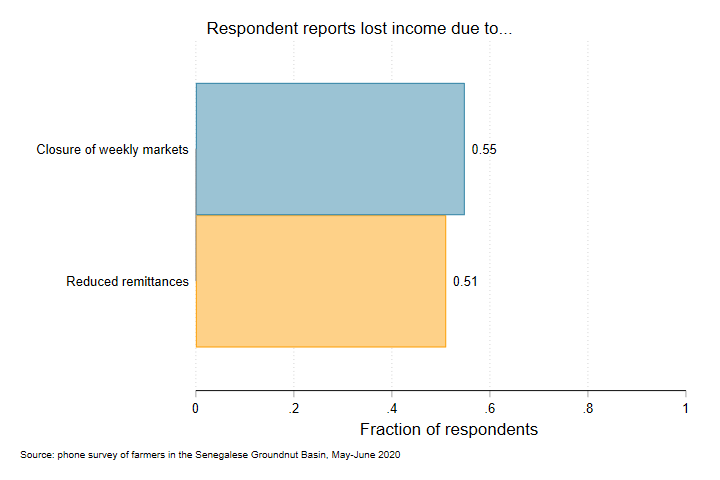 Respondent reports lost income due to...
Closure of weekly markets
0.55
Reduced remittances
0.51
0 .2 .4 .6 .8 1
Fraction of respondents
Source: phone survey of farmers in the Senegalese Groundnut Basin, May-June 2020